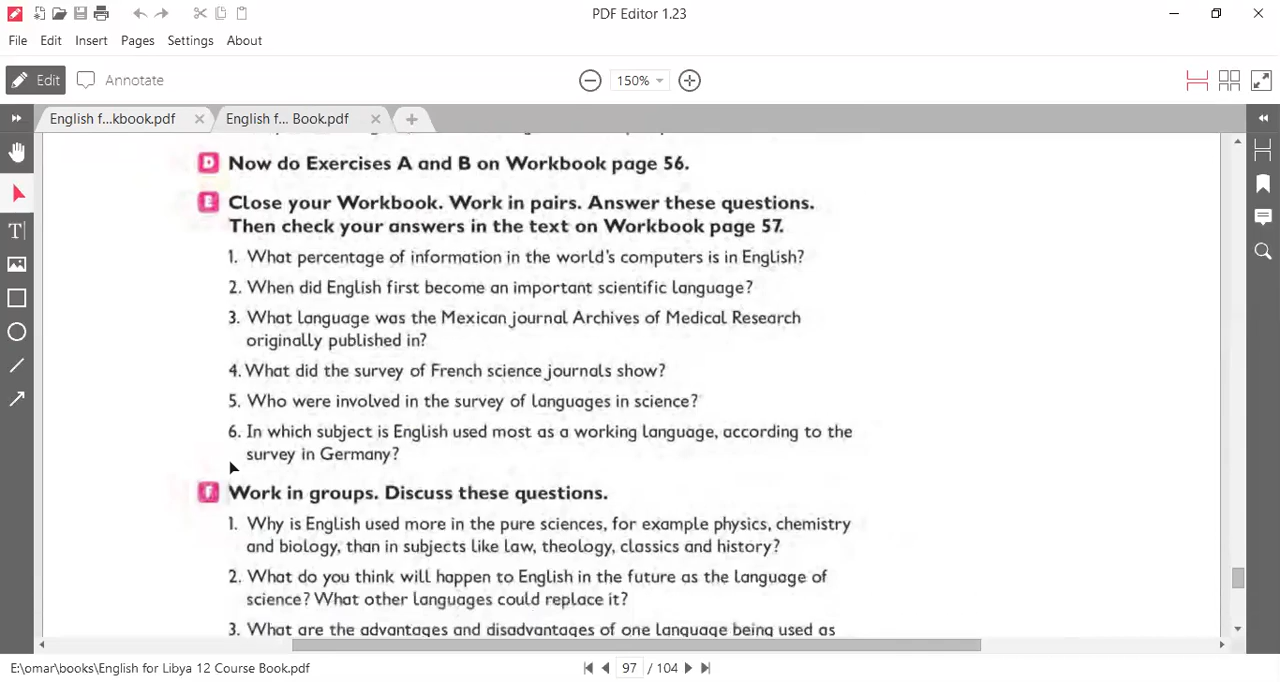 PDF Editor 1.23
File Edit Insert Pages Settings About
Edit Annotate 150%
English f...kbook.pdf English f... Book.pdf
D Now do Exercises A and B on Workbook page 56.
E Close your Workbook. Work in pairs. Answer these questions.
Then check your answers in the text on Workbook page 57.
1. What percentage of information in the world's computers is in English?
2. When did English first become an important scientific language?
3. What language was the Mexican journal Archives of Medical Research
originally published in?
4. What did the survey of French science journals show?
5. Who were involved in the survey of languages in science?
6. In which subject is English used most as a working language, according to the
survey in Germany?
F Work in groups. Discuss these questions.
1. Why is English used more in the pure sciences, for example physics, chemistry
and biology, than in subjects like law, theology, classics and history?
2. What do you think will happen to English in the future as the language of
science? What other languages could replace it?
3. What are the advantages and disadvantages of one language being used as
E:\omar\books\English for Libya 12 Course Book.pdf 97 / 104